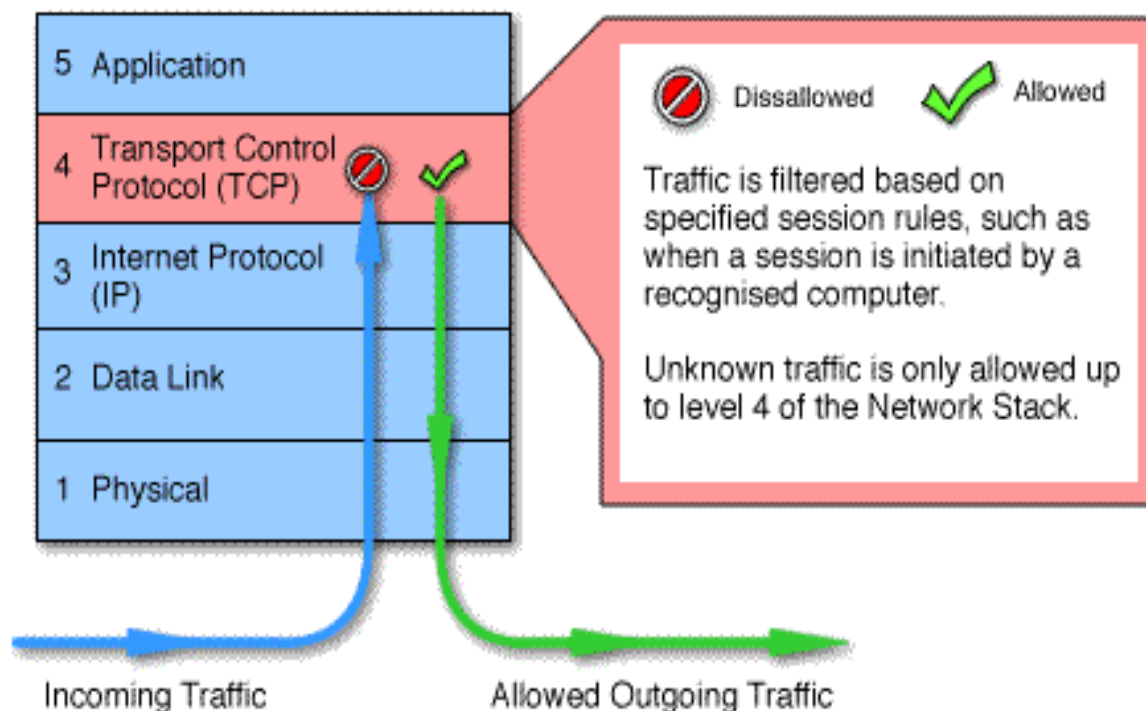 5 Application
4 Transport Control
Protocol (TCP)
3 Internet Protocol
(IP)
2 Data Link
1 Physical
Dissallowed
Allowed
Traffic is filtered based on
specified session rules, such as
when a session is initiated by a
recognised computer.
Unknown traffic is only allowed up
to level 4 of the Network Stack.
Incoming Traffic
Allowed Outgoing Traffic